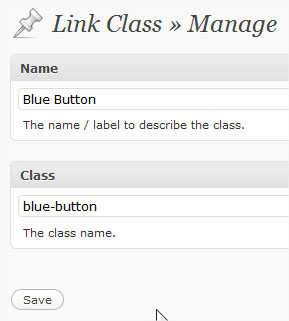 Link Class » Manage
Name
Blue Button
The name / label to describe the class.
Class
blue-button
The class name.
Save